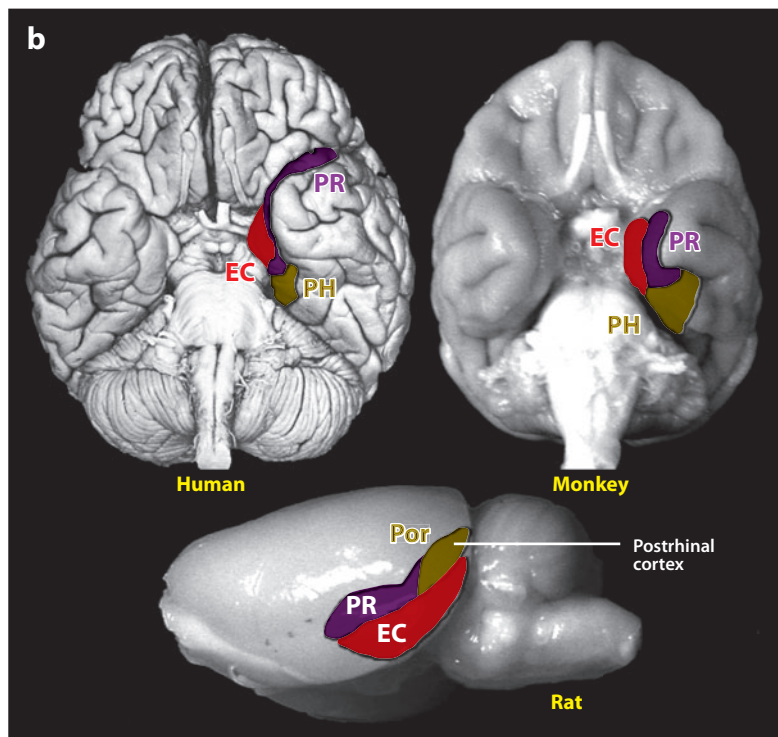 b
PR
EC
PH
Human
EC
PR
PH
Monkey
Por
Postrhinal
cortex
PR
EC
Rat